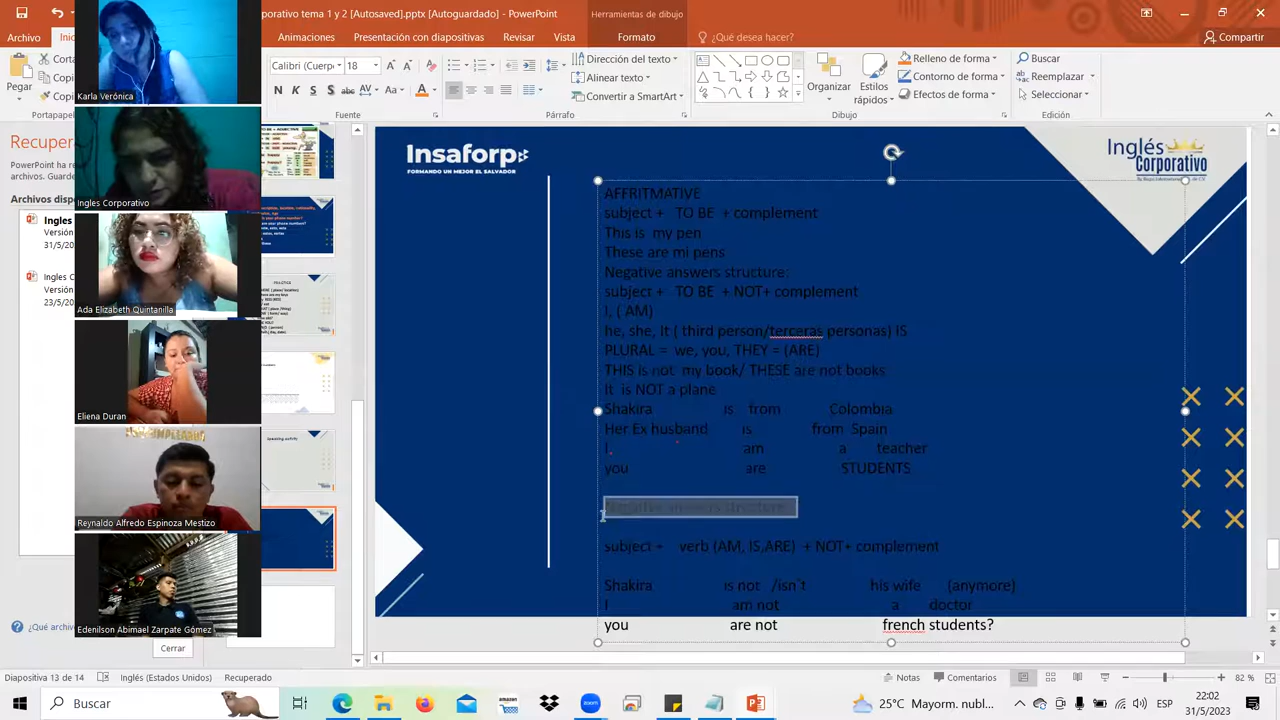 orporativo tema 1 y 2 [Autosaved].pptx [Autoguardado] - PowerPoint
Herramientas de dibujo
Archivo
Animaciones
Presentación con diapositivas
Revisar
Vista
Formato
¿Qué desea hacer?
Compartir
Pegar
Calibri (Cuerp
18
N K S
Aa
Fuente
Párrafo
Dirección del texto
Alinear texto
Convertir a SmartArt
Organizar
Estilos rápidos
Relleno de forma
Contorno de forma
Efectos de forma
Dibujo
Buscar
Reemplazar
Seleccionar
Edición
Karla Verónica
Ingles Corporativo
Ada Elizabeth Quintanilla
Eliena Duran
Reynaldo Alfredo Espinoza Mestizo
Edenilson Abimael Zarpate Gómez
Cerrar
Insaforp
FORMANDO UN MEJOR EL SALVADOR
Inglés
Corporativo
AFFRITMATIVE
subject + TO BE + complement
This is my pen
These are mi pens
Negative answers structure:
subject + TO BE + NOT+ complement
I, ( AM)
he, she, It ( third person/terceras personas) IS
PLURAL = we, you, THEY = (ARE)
THIS is not my book/ THESE are not books
It is NOT a plane
Shakira is from Colombia
Her Ex husband is from Spain
I am a teacher
you are STUDENTS
subject + verb (AM, IS,ARE) + NOT+ complement
Shakira is not /isn´t his wife (anymore)
I am not a doctor
you are not french students?
Diapositiva 13 de 14
Inglés (Estados Unidos)
Recuperado
Notas
Comentarios
82 %
Buscar
25°C Mayorm. nubl...
ESP
22:02
31/5/2023